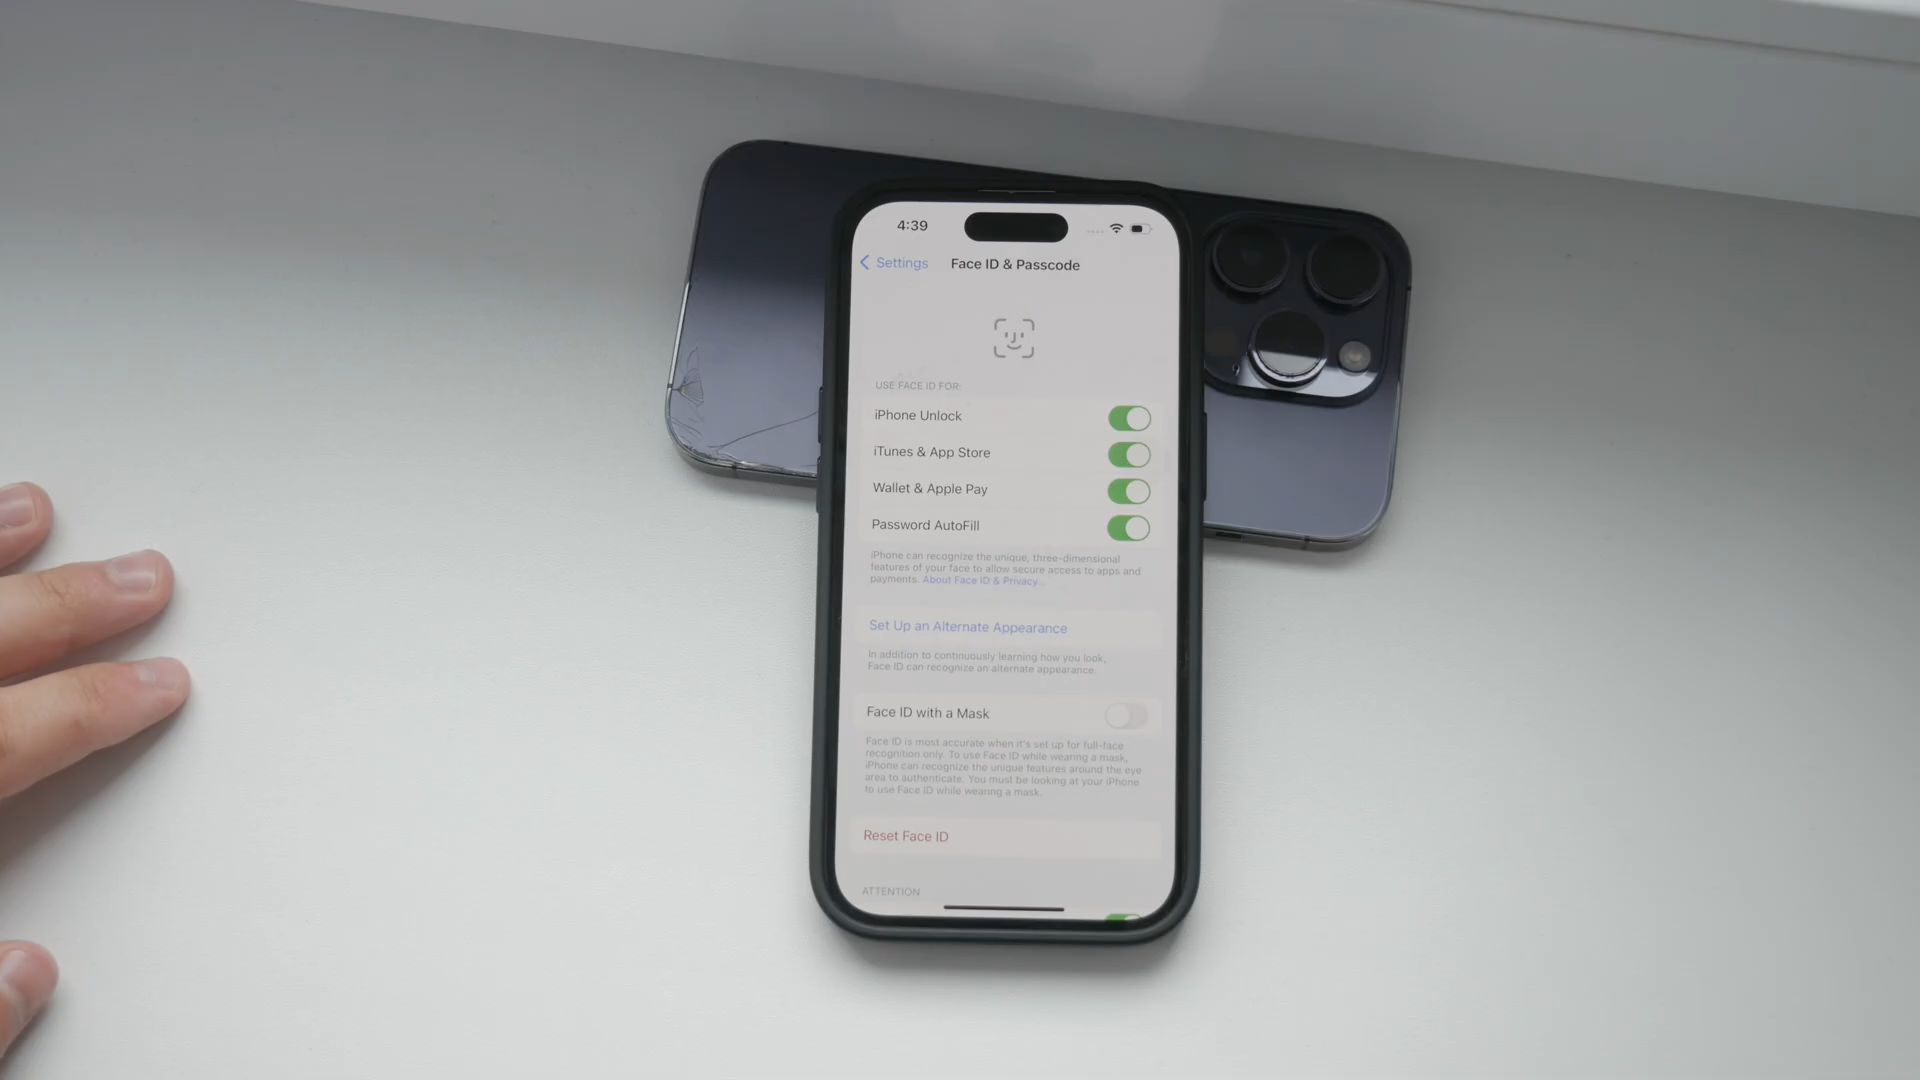 4:39
Settings
Face ID & Passcode
USE FACE ID FOR:
iPhone Unlock
iTunes & App Store
Wallet & Apple Pay
Password AutoFill
iPhone can recognize the unique, three-dimensional
features of your face to allow secure access to apps and
payments. About Face ID & Privacy...
Set Up an Alternate Appearance
In addition to continuously learning how you look,
Face ID can recognize an alternate appearance.
Face ID with a Mask
Face ID is most accurate when it's set up for full-face
recognition only. To use Face ID while wearing a mask,
iPhone can recognize the unique features around the eye
area to authenticate. You must be looking at your iPhone
to use Face ID while wearing a mask.
Reset Face ID
ATTENTION